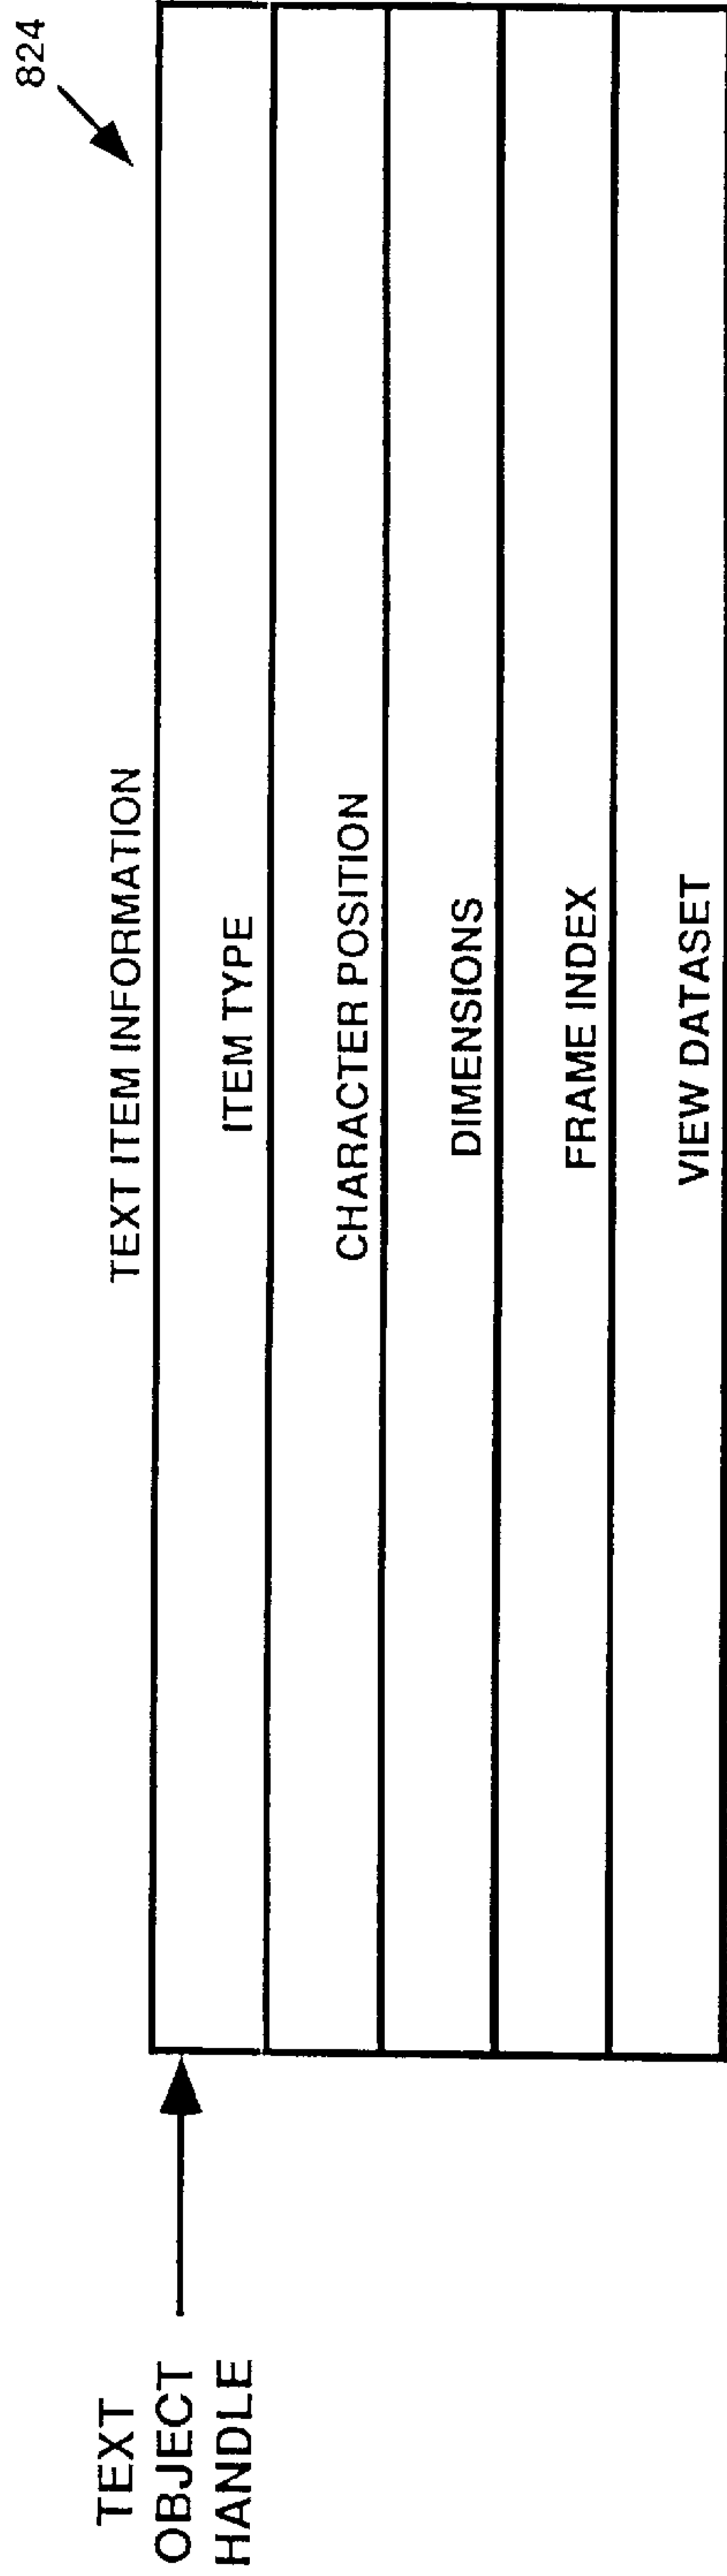 824
TEXT ITEM INFORMATION
TEXT
OBJECT
HANDLE
ITEM TYPE
CHARACTER POSITION
DIMENSIONS
FRAME INDEX
VIEW DATASET